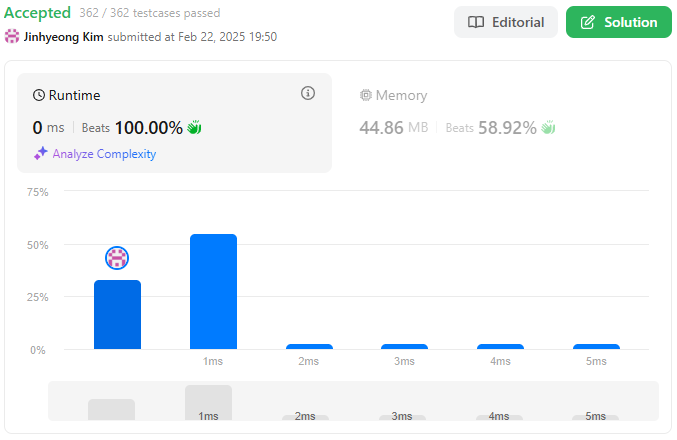 Accepted 362 / 362 testcases passed
Editorial
Solution
Jinhyeong Kim submitted at Feb 22, 2025 19:50
Runtime
0 ms Beats 100.00%
Analyze Complexity
Memory
44.86 MB Beats 58.92%
75%
50%
25%
0%
1ms 2ms 3ms 4ms 5ms
1ms 2ms 3ms 4ms 5ms